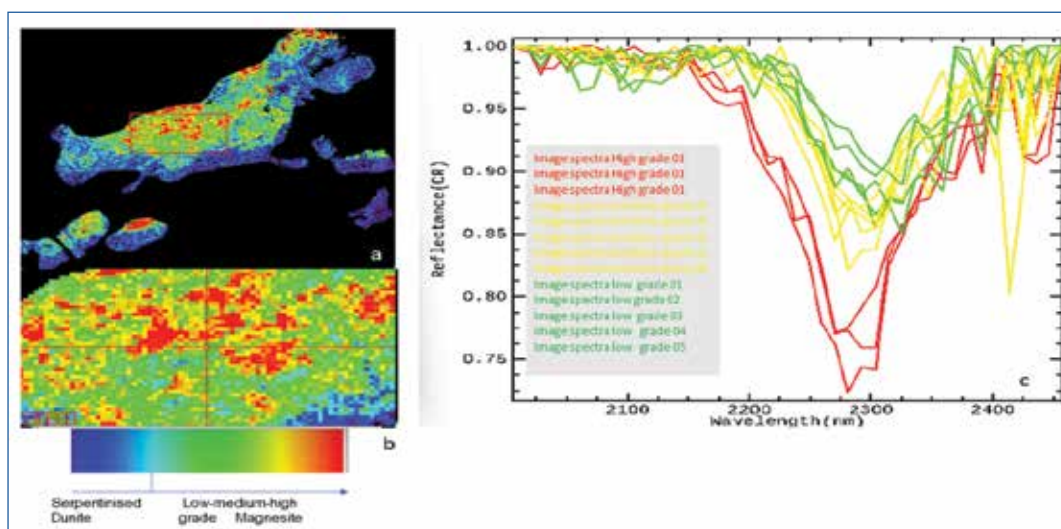 a
b
Serpentinised
Dunite
Low-medium-high
grade Magnesite
1.00
0.95
0.90
0.85
0.80
0.75
Reflectance(CR)
Image spectra High grade 01
Image spectra High grade 01
Image spectra High grade 01
Image spectra low grade 01
Image spectra low grade 02
Image spectra low grade 03
Image spectra low grade 04
Image spectra low grade 05
c
2100
2200
2300
2400
Wavelength(nm)